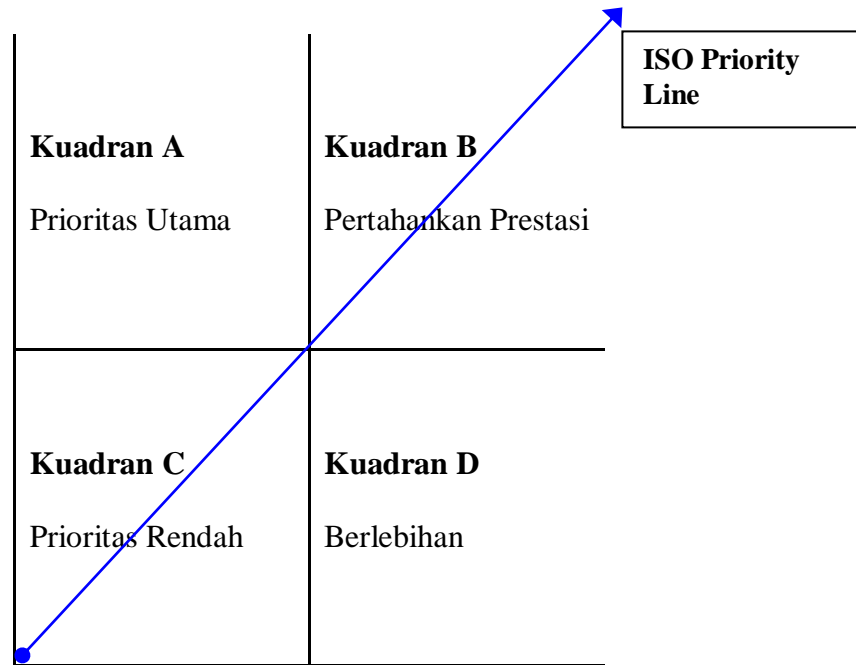 ISO Priority
Line
Kuadran A
Prioritas Utama
Kuadran B
Pertahankan Prestasi
Kuadran C
Prioritas Rendah
Kuadran D
Berlebihan